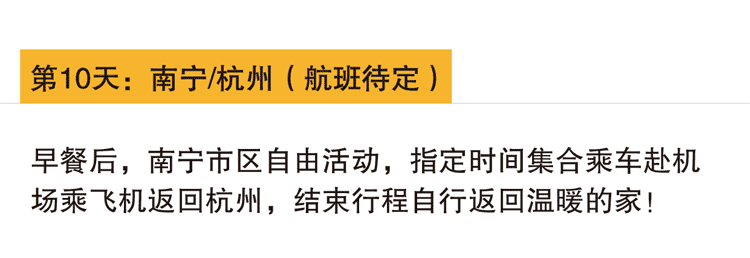 第10天：南宁/杭州（航班待定）
早餐后，南宁市区自由活动，指定时间集合乘车赴机
场乘飞机返回杭州，结束行程自行返回温暖的家！